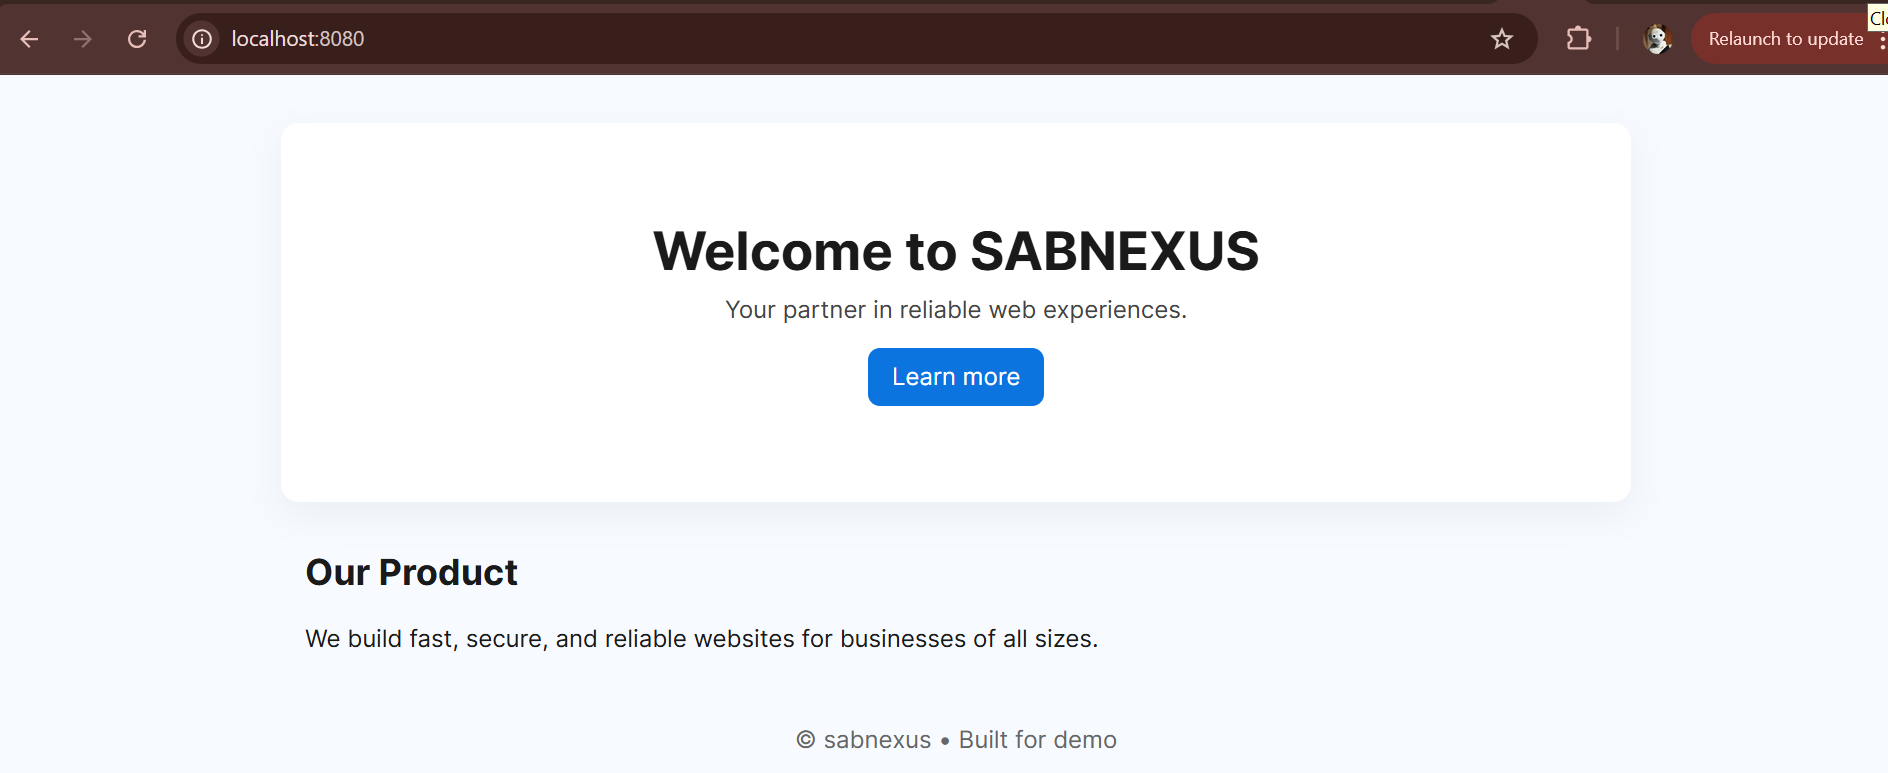 localhost:8080
Relaunch to update
Welcome to SABNEXUS
Your partner in reliable web experiences.
Learn more
Our Product
We build fast, secure, and reliable websites for businesses of all sizes.
© sabnexus • Built for demo